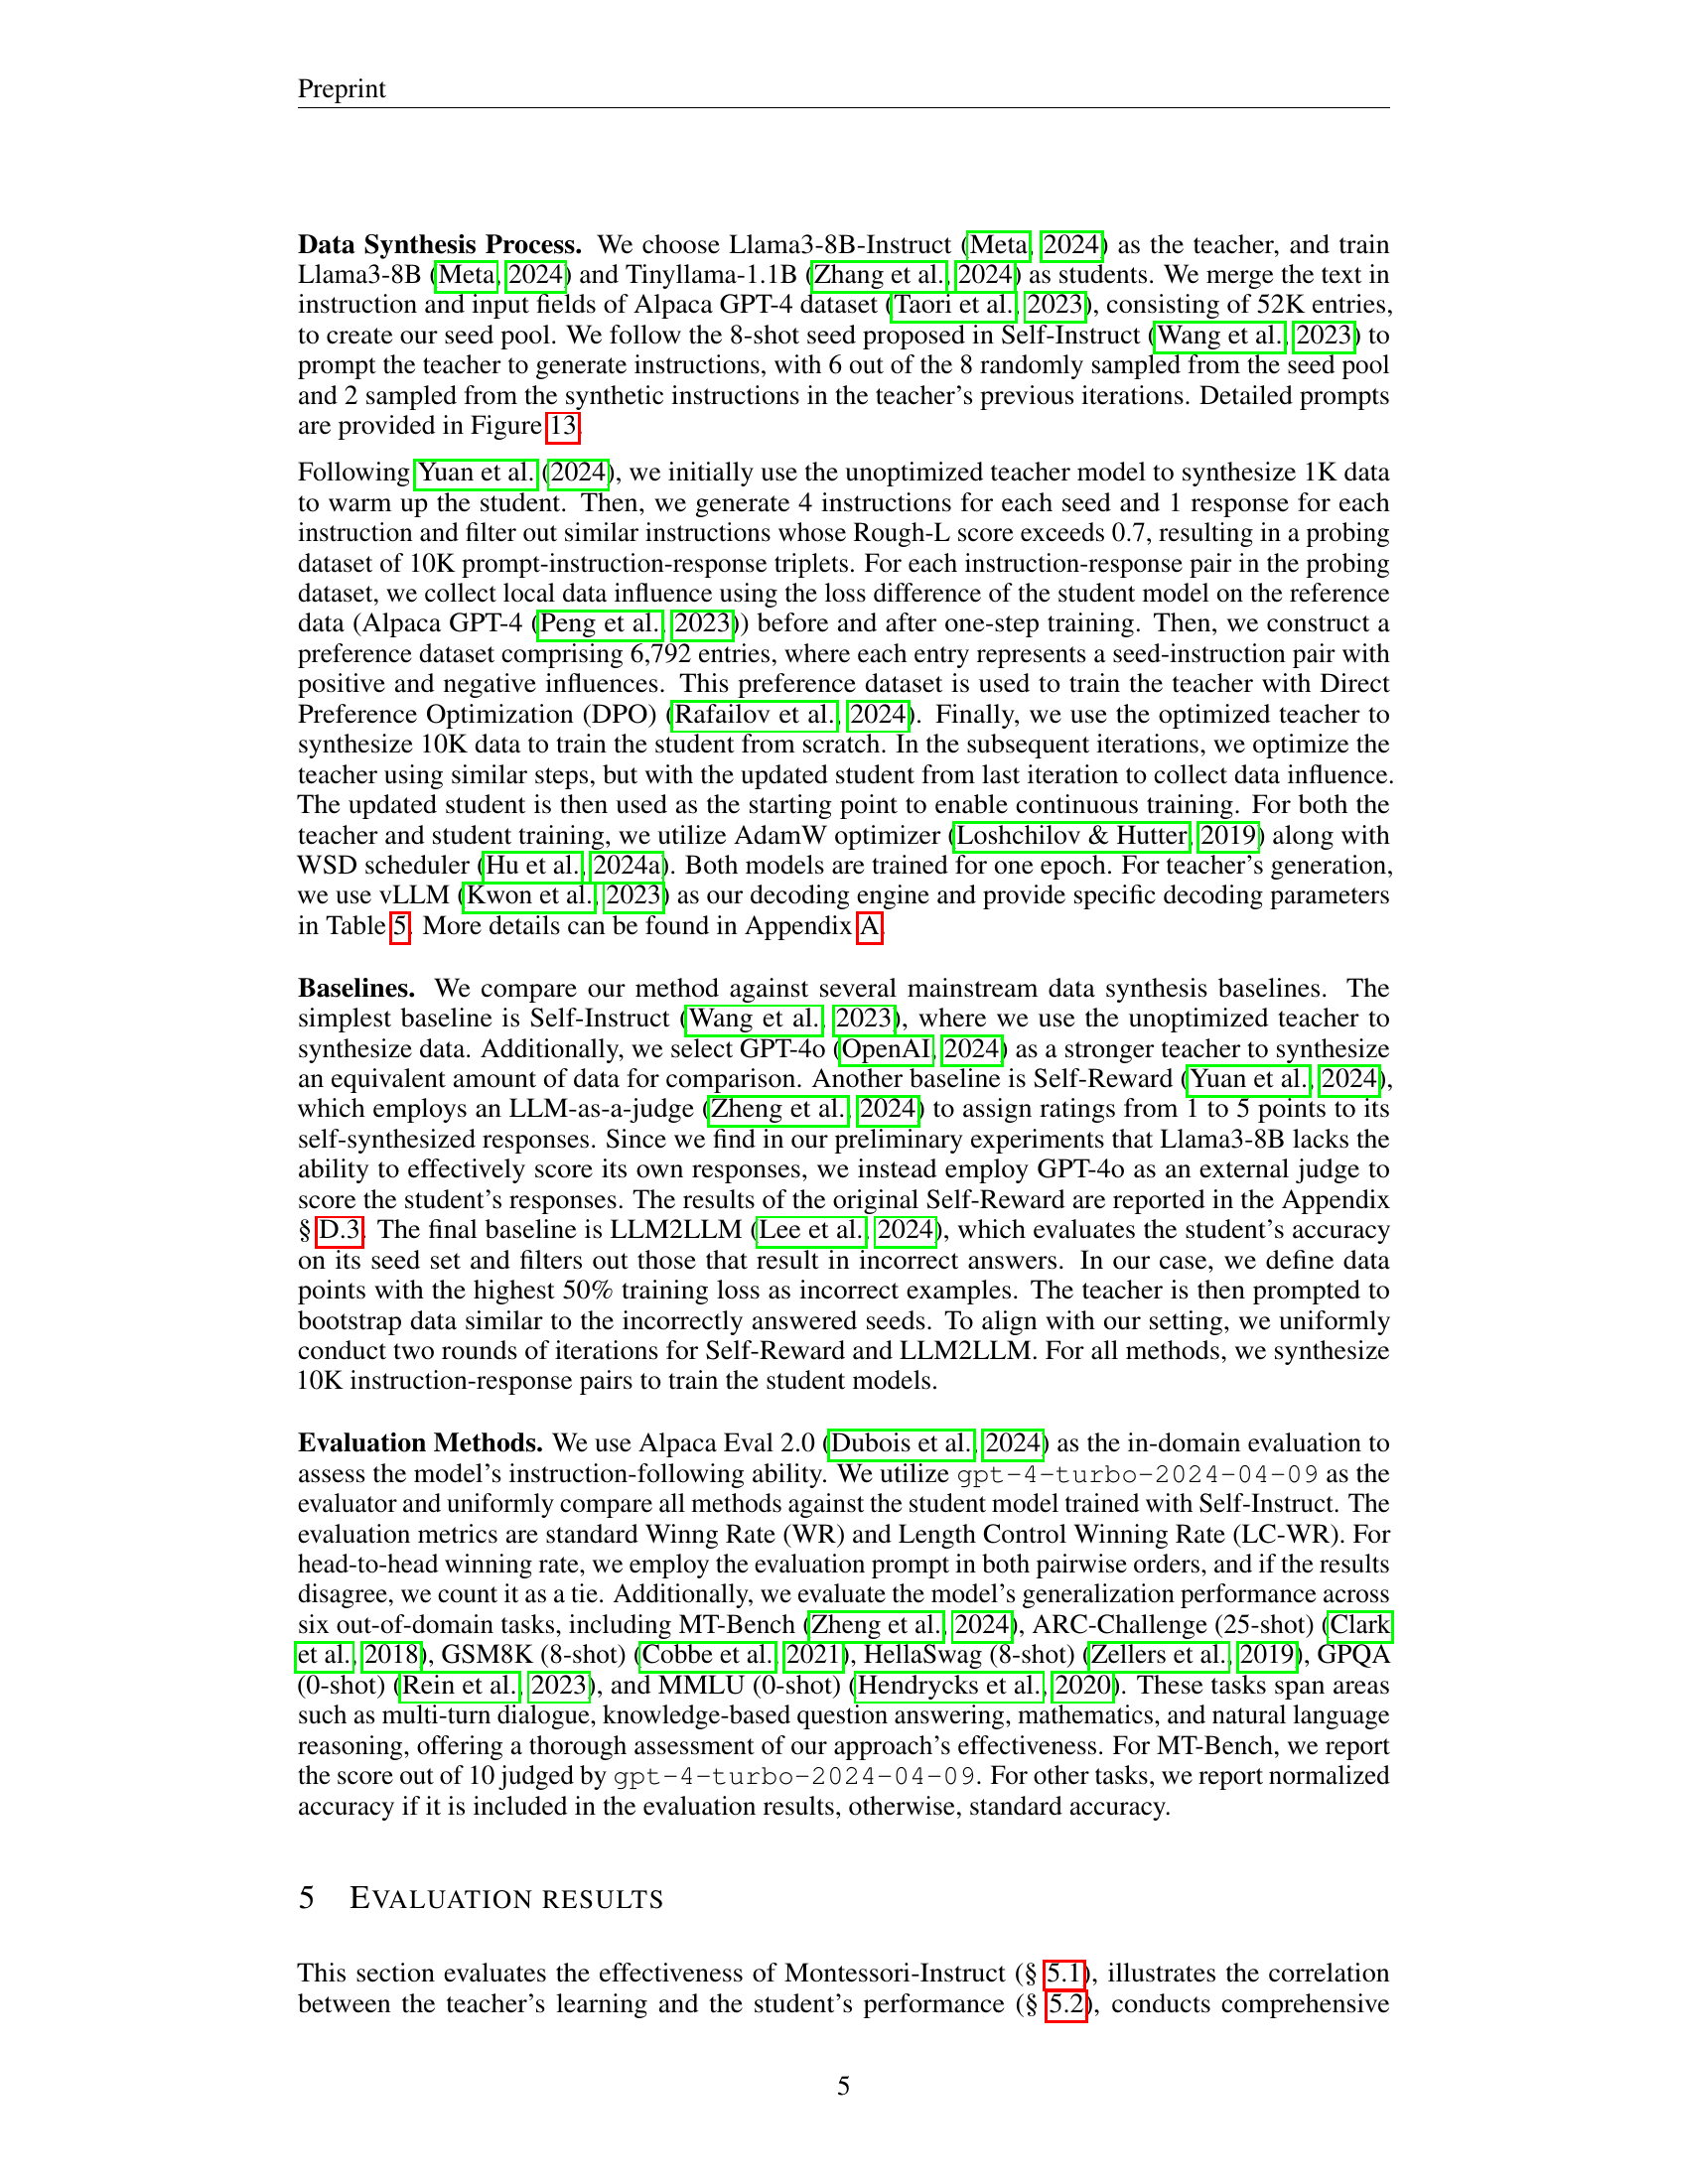 Preprint
Data Synthesis Process. We choose Llama3-8B-Instruct (Meta, 2024) as the teacher, and train
Llama3-8B (Meta, 2024) and Tinyllama-1.1B (Zhang et al., 2024) as students. We merge the text in
instruction and input fields of Alpaca GPT-4 dataset (Taori et al., 2023), consisting of 52K entries,
to create our seed pool. We follow the 8-shot seed proposed in Self-Instruct (Wang et al., 2023) to
prompt the teacher to generate instructions, with 6 out of the 8 randomly sampled from the seed pool
and 2 sampled from the synthetic instructions in the teacher's previous iterations. Detailed prompts
are provided in Figure 13.
Following Yuan et al. (2024), we initially use the unoptimized teacher model to synthesize 1K data
to warm up the student. Then, we generate 4 instructions for each seed and 1 response for each
instruction and filter out similar instructions whose Rough-L score exceeds 0.7, resulting in a probing
dataset of 10K prompt-instruction-response triplets. For each instruction-response pair in the probing
dataset, we collect local data influence using the loss difference of the student model on the reference
data (Alpaca GPT-4 (Peng et al., 2023)) before and after one-step training. Then, we construct a
preference dataset comprising 6,792 entries, where each entry represents a seed-instruction pair with
positive and negative influences. This preference dataset is used to train the teacher with Direct
Preference Optimization (DPO) (Rafailov et al., 2024). Finally, we use the optimized teacher to
synthesize 10K data to train the student from scratch. In the subsequent iterations, we optimize the
teacher using similar steps, but with the updated student from last iteration to collect data influence.
The updated student is then used as the starting point to enable continuous training. For both the
teacher and student training, we utilize AdamW optimizer (Loshchilov & Hutter, 2019) along with
WSD scheduler (Hu et al., 2024a). Both models are trained for one epoch. For teacher's generation,
we use vLLM (Kwon et al., 2023) as our decoding engine and provide specific decoding parameters
in Table 5. More details can be found in Appendix A.
Baselines. We compare our method against several mainstream data synthesis baselines. The
simplest baseline is Self-Instruct (Wang et al., 2023), where we use the unoptimized teacher to
synthesize data. Additionally, we select GPT-4o (OpenAI, 2024) as a stronger teacher to synthesize
an equivalent amount of data for comparison. Another baseline is Self-Reward (Yuan et al., 2024),
which employs an LLM-as-a-judge (Zheng et al., 2024) to assign ratings from 1 to 5 points to its
self-synthesized responses. Since we find in our preliminary experiments that Llama3-8B lacks the
ability to effectively score its own responses, we instead employ GPT-4o as an external judge to
score the student's responses. The results of the original Self-Reward are reported in the Appendix
§ D.3. The final baseline is LLM2LLM (Lee et al., 2024), which evaluates the student's accuracy
on its seed set and filters out those that result in incorrect answers. In our case, we define data
points with the highest 50% training loss as incorrect examples. The teacher is then prompted to
bootstrap data similar to the incorrectly answered seeds. To align with our setting, we uniformly
conduct two rounds of iterations for Self-Reward and LLM2LLM. For all methods, we synthesize
10K instruction-response pairs to train the student models.
Evaluation Methods. We use Alpaca Eval 2.0 (Dubois et al., 2024) as the in-domain evaluation to
assess the model's instruction-following ability. We utilize gpt-4-turbo-2024-04-09 as the
evaluator and uniformly compare all methods against the student model trained with Self-Instruct. The
evaluation metrics are standard Winng Rate (WR) and Length Control Winning Rate (LC-WR). For
head-to-head winning rate, we employ the evaluation prompt in both pairwise orders, and if the results
disagree, we count it as a tie. Additionally, we evaluate the model's generalization performance across
six out-of-domain tasks, including MT-Bench (Zheng et al., 2024), ARC-Challenge (25-shot) (Clark
et al., 2018), GSM8K (8-shot) (Cobbe et al., 2021), HellaSwag (8-shot) (Zellers et al., 2019), GPQA
(0-shot) (Rein et al., 2023), and MMLU (0-shot) (Hendrycks et al., 2020). These tasks span areas
such as multi-turn dialogue, knowledge-based question answering, mathematics, and natural language
reasoning, offering a thorough assessment of our approach's effectiveness. For MT-Bench, we report
the score out of 10 judged by gpt-4-turbo-2024-04-09. For other tasks, we report normalized
accuracy if it is included in the evaluation results, otherwise, standard accuracy.
5 EVALUATION RESULTS
This section evaluates the effectiveness of Montessori-Instruct (§ 5.1), illustrates the correlation
between the teacher's learning and the student's performance (§ 5.2), conducts comprehensive
5